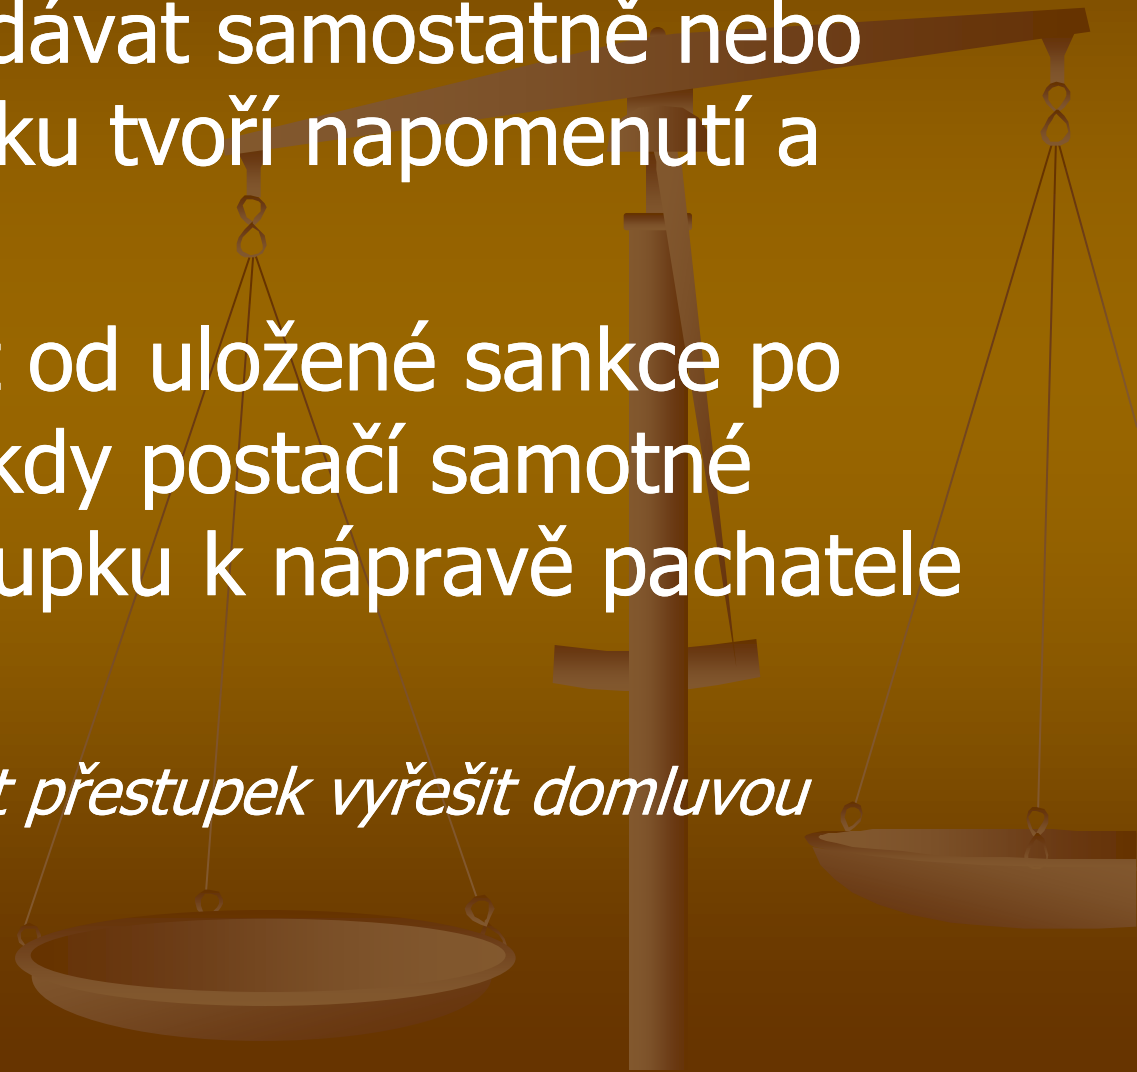 dávat samostatně nebo
ku tvoří napomenutí a
od uložené sankce po
kdy postačí samotné
upku k nápravě pachatele
t přestupek vyřešit domluvou